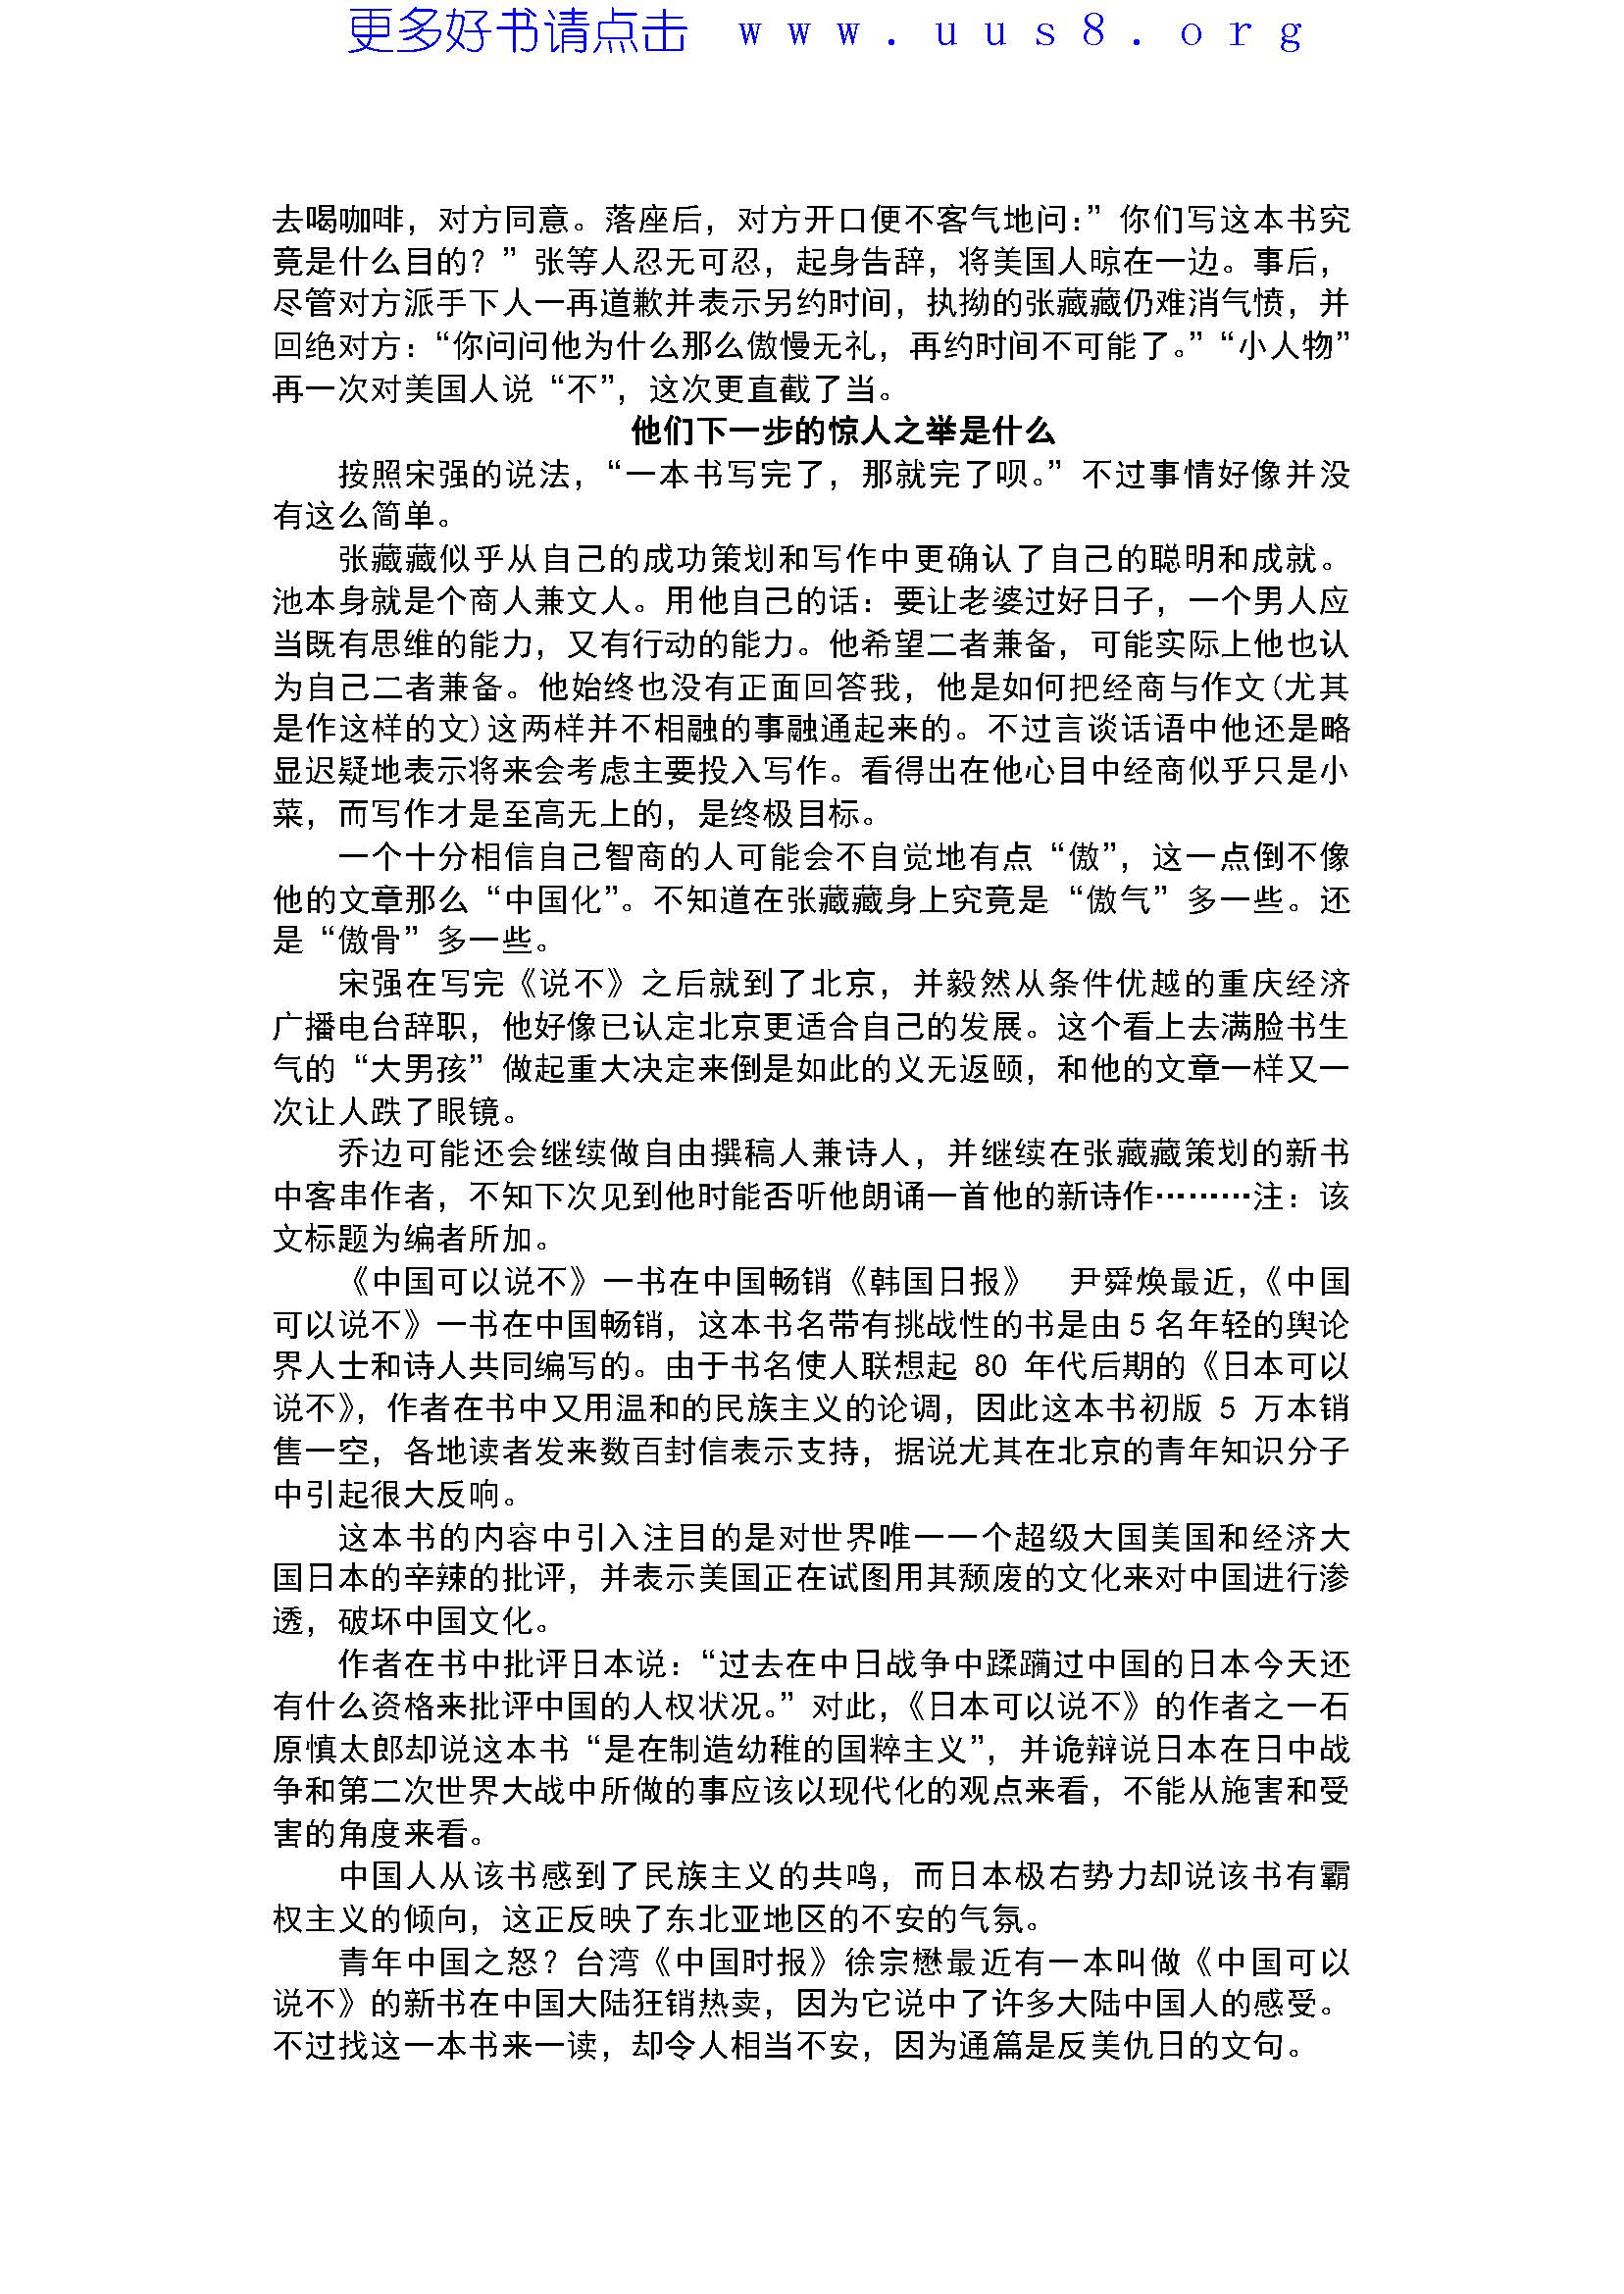 更多好书请点击 www.uus8.org
去喝咖啡，对方同意。落座后，对方开口便不客气地问：”你们写这本书究
竟是什么目的？”张等人忍无可忍，起身告辞，将美国人晾在一边。事后，
尽管对方派手下人一再道歉并表示另约时间，执拗的张藏藏仍难消气愤，并
回绝对方：“你问问他为什么那么傲慢无礼，再约时间不可能了。”“小人物”
再一次对美国人说“不”，这次更直截了当。
他们下一步的惊人之举是什么
按照宋强的说法，“一本书写完了，那就完了呗。”不过事情好像并没
有这么简单。
张藏藏似乎从自己的成功策划和写作中更确认了自己的聪明和成就。
池本身就是个商人兼文人。用他自己的话：要让老婆过好日子，一个男人应
当既有思维的能力，又有行动的能力。他希望二者兼备，可能实际上他也认
为自己二者兼备。他始终也没有正面回答我，他是如何把经商与作文(尤其
是作这样的文)这两样并不相融的事融通起来的。不过言谈话语中他还是略
显迟疑地表示将来会考虑主要投入写作。看得出在他心目中经商似乎只是小
菜，而写作才是至高无上的，是终极目标。
一个十分相信自己智商的人可能会不自觉地有点“傲”，这一点倒不像
他的文章那么“中国化”。不知道在张藏藏身上究竟是“傲气”多一些。还
是“傲骨”多一些。
宋强在写完《说不》之后就到了北京，并毅然从条件优越的重庆经济
广播电台辞职，他好像已认定北京更适合自己的发展。这个看上去满脸书生
气的“大男孩”做起重大决定来倒是如此的义无返颐，和他的文章一样又一
次让人跌了眼镜。
乔边可能还会继续做自由撰稿人兼诗人，并继续在张藏藏策划的新书
中客串作者，不知下次见到他时能否听他朗诵一首他的新诗作………注：该
文标题为编者所加。
《中国可以说不》一书在中国畅销《韩国日报》　尹舜焕最近，《中国
可以说不》一书在中国畅销，这本书名带有挑战性的书是由5名年轻的舆论
界人士和诗人共同编写的。由于书名使人联想起 80 年代后期的《日本可以
说不》，作者在书中又用温和的民族主义的论调，因此这本书初版 5 万本销
售一空，各地读者发来数百封信表示支持，据说尤其在北京的青年知识分子
中引起很大反响。
这本书的内容中引入注目的是对世界唯一一个超级大国美国和经济大
国日本的辛辣的批评，并表示美国正在试图用其颓废的文化来对中国进行渗
透，破坏中国文化。
作者在书中批评日本说：“过去在中日战争中蹂躏过中国的日本今天还
有什么资格来批评中国的人权状况。”对此，《日本可以说不》的作者之一石
原慎太郎却说这本书“是在制造幼稚的国粹主义”，并诡辩说日本在日中战
争和第二次世界大战中所做的事应该以现代化的观点来看，不能从施害和受
害的角度来看。
中国人从该书感到了民族主义的共鸣，而日本极右势力却说该书有霸
权主义的倾向，这正反映了东北亚地区的不安的气氛。
青年中国之怒？台湾《中国时报》徐宗懋最近有一本叫做《中国可以
说不》的新书在中国大陆狂销热卖，因为它说中了许多大陆中国人的感受。
不过找这一本书来一读，却令人相当不安，因为通篇是反美仇日的文句。